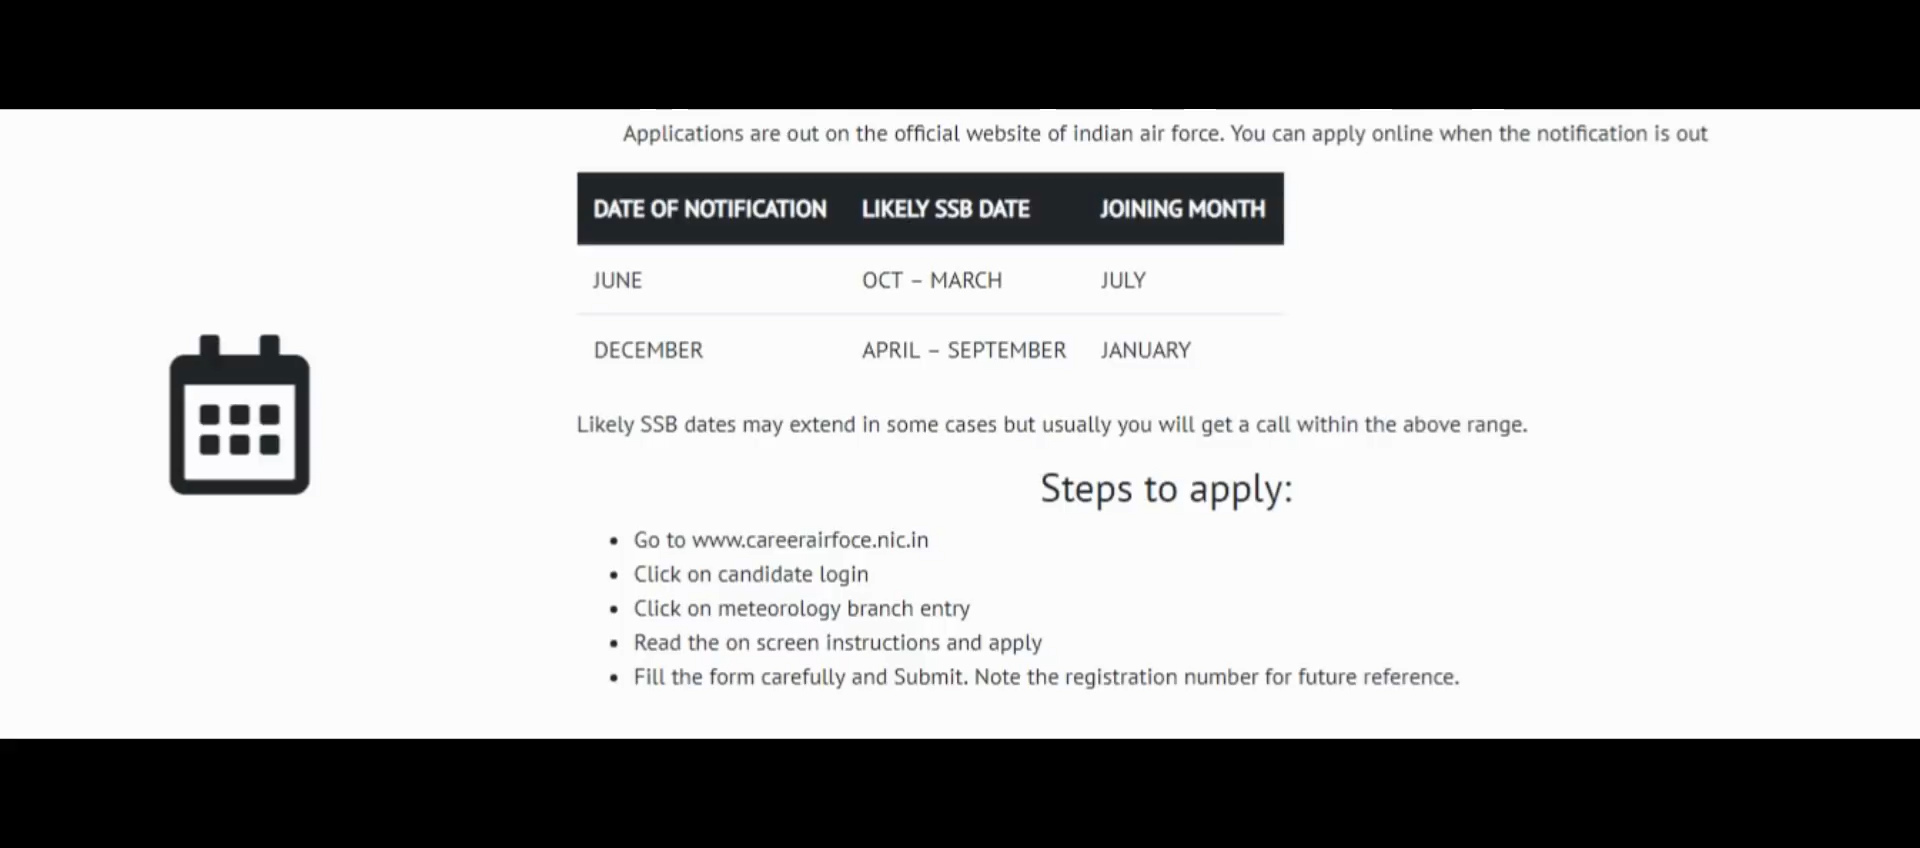 Applications are out on the official website of indian air force. You can apply online when the notification is out
DATE OF NOTIFICATION LIKELY SSB DATE JOINING MONTH
JUNE OCT – MARCH JULY
DECEMBER APRIL – SEPTEMBER JANUARY
Likely SSB dates may extend in some cases but usually you will get a call within the above range.
Steps to apply:
• Go to www.careerairfoce.nic.in
• Click on candidate login
• Click on meteorology branch entry
• Read the on screen instructions and apply
• Fill the form carefully and Submit. Note the registration number for future reference.